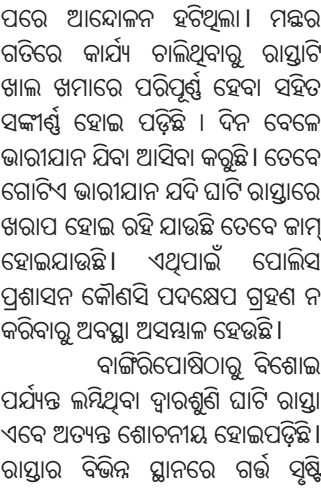 ପରେ ଆନ୍ଦୋଳନ ହଟିଥିଲା। ମନ୍ଥର
ଗତିରେ କାର୍ଯ୍ୟ ଚାଲିଥିବାରୁ ରାସ୍ତାଟି
ଖାଲ ଖମାରେ ପରିପୂର୍ଣ୍ଣ ହେବା ସହିତ
ସଙ୍କୀର୍ଣ୍ଣ ହୋଇ ପଡ଼ିଛି । ଦିନ ବେଳେ
ଭାରୀଯାନ ଯିବା ଆସିବା କରୁଛି। ତେବେ
ଗୋଟିଏ ଭାରୀଯାନ ଯଦି ଘାଟି ରାସ୍ତାରେ
ଖରାପ ହୋଇ ରହି ଯାଉଛି ତେବେ ଜାମ୍
ହୋଇଯାଉଛି। ଏଥିପାଇଁ ପୋଲିସ
ପ୍ରଶାସନ କୌଣସି ପଦକ୍ଷେପ ଗ୍ରହଣ ନ
କରିବାରୁ ଅବସ୍ଥା ଅସମ୍ଭାଳ ହେଉଛି।
ବାଙ୍ଗିରିପୋଷିଠାରୁ ବିଶୋଇ
ପର୍ଯ୍ୟନ୍ତ ଲମ୍ବିଥିବା ଦ୍ୱାରଶୁଣି ଘାଟି ରାସ୍ତା
ଏବେ ଅତ୍ୟନ୍ତ ଶୋଚନୀୟ ହୋଇପଡ଼ିଛି।
ରାସ୍ତାର ବିଭିନ୍ନ ସ୍ଥାନରେ ଗର୍ତ୍ତ ସୃଷ୍ଟି